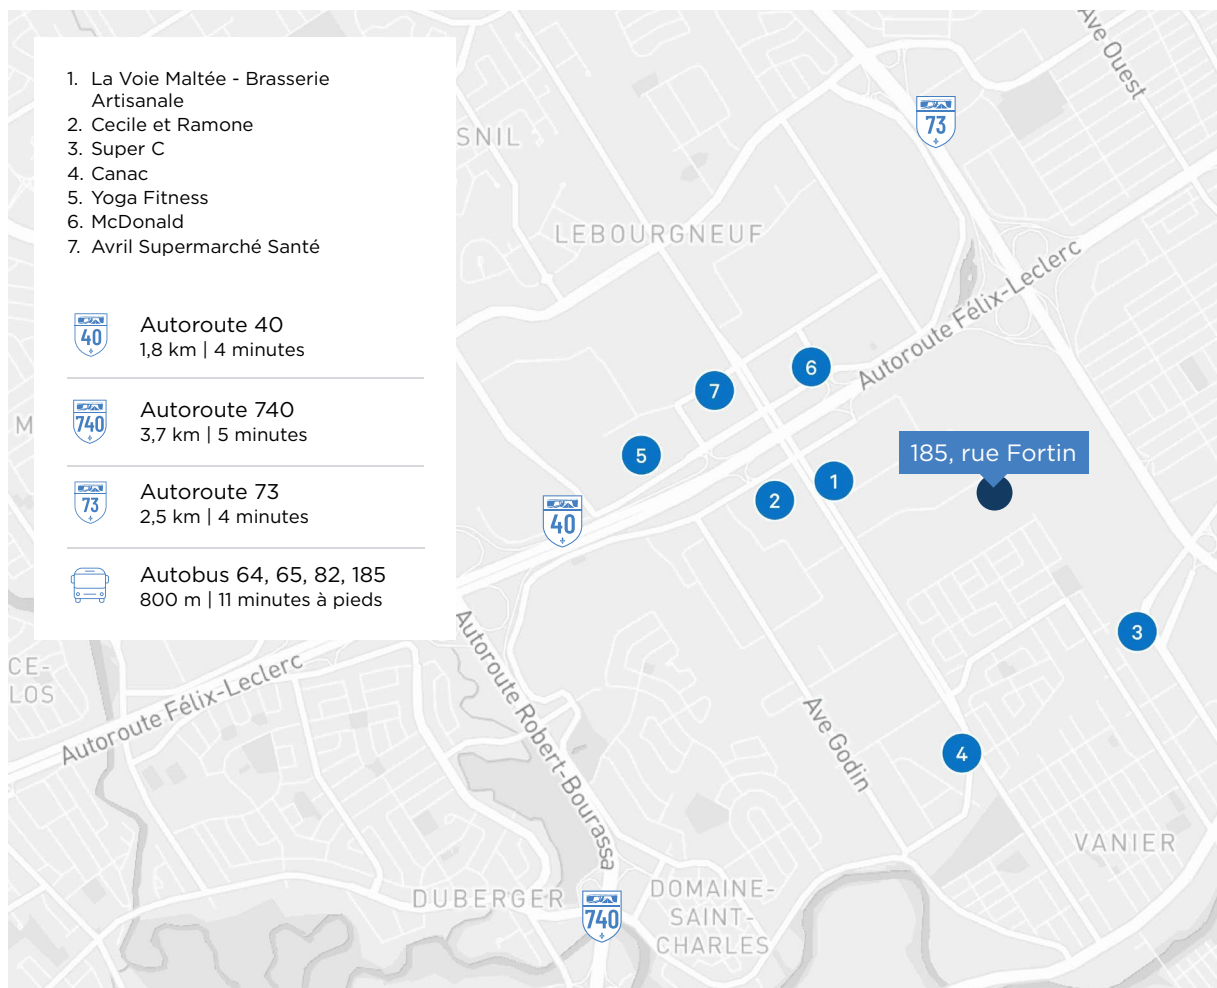 1. La Voie Maltée - Brasserie
Artisanale
2. Cecile et Ramone
3. Super C
4. Canac
5. Yoga Fitness
6. McDonald
7. Avril Supermarché Santé
40
Autoroute 40
1,8 km | 4 minutes
740
Autoroute 740
3,7 km | 5 minutes
73
Autoroute 73
2,5 km | 4 minutes
Autobus 64, 65, 82, 185
800 m | 11 minutes à pieds
Ave Ouest
73
SNIL
LEBOURGNEUF
Autoroute Félix-Leclerc
6
7
M
185, rue Fortin
5
1
2
40
3
CE-
LOS
Autoroute Félix-Leclerc
Autoroute Robert-Bourassa
Ave Godin
4
VANIER
DUBERGER
740
DOMAINE-
SAINT-
CHARLES